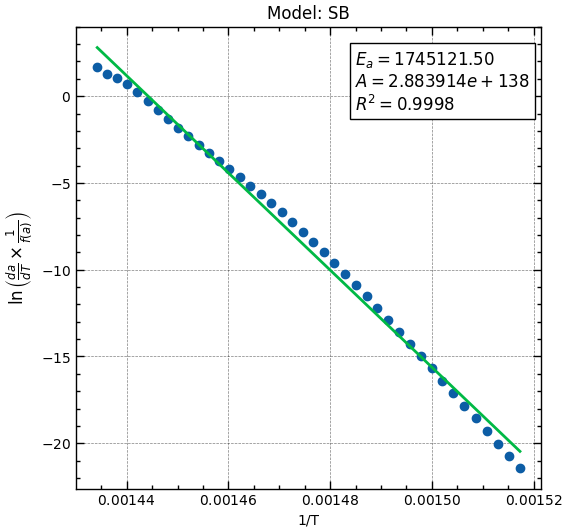 Model: SB
E_a = 1745121.50
A = 2.883914e + 138
R^2 = 0.9998
ln(da/dT × 1/f(a))
0
−5
−10
−15
−20
0.00144 0.00146 0.00148 0.00150 0.00152
1/T